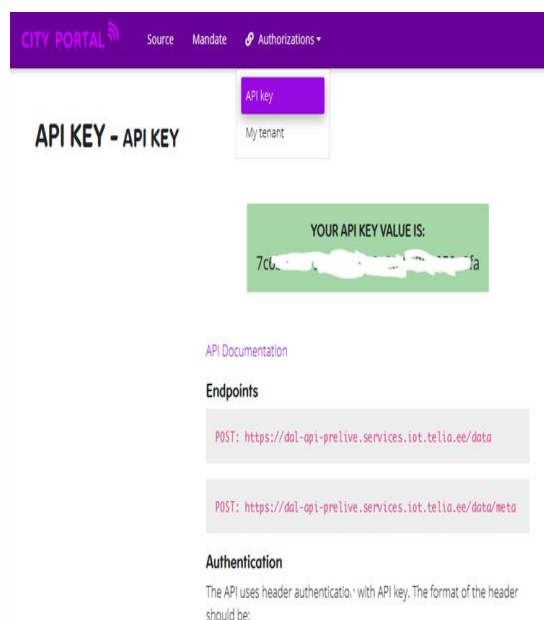 CITY PORTAL Source Mandate Authorizations
API key
My tenant
API KEY - API KEY
YOUR API KEY VALUE IS:
API Documentation
Endpoints
POST: https://dal-api-prelive.services.iot.telia.ee/data
POST: https://dal-api-prelive.services.iot.telia.ee/data/meta
Authentication
The API uses header authentication with API key. The format of the header
should be: